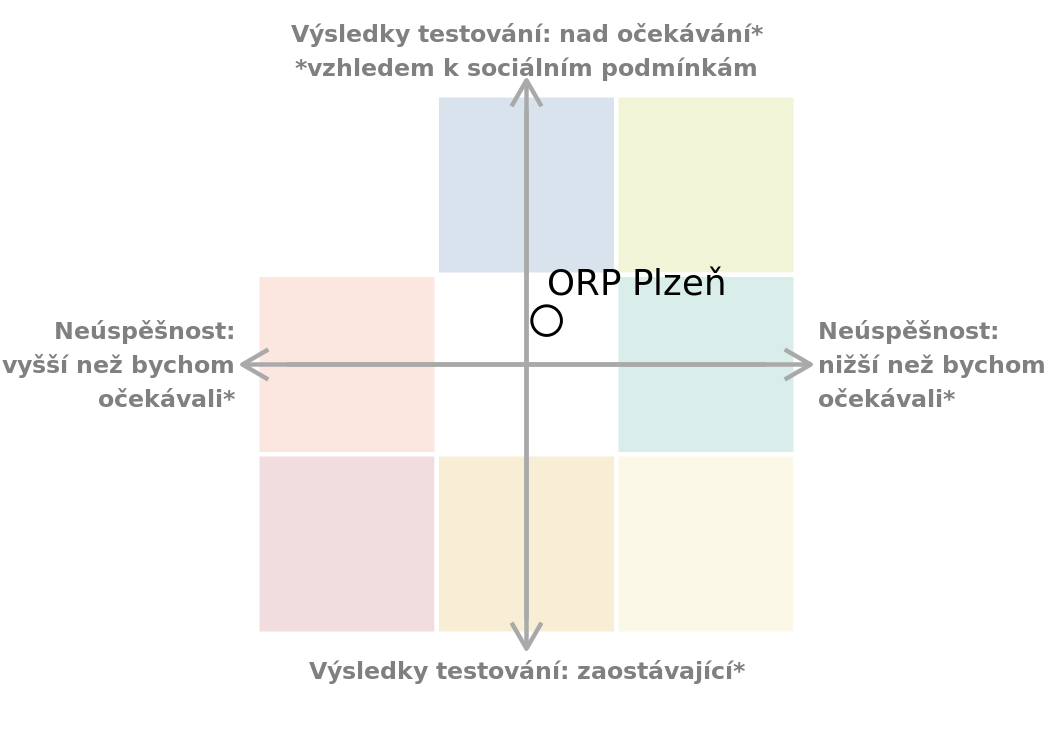 Výsledky testování: nad očekávání*
*vzhledem k sociálním podmínkám
ORP Plzeň
Neúspěšnost:
vyšší než bychom
očekávali*
Neúspěšnost:
nižší než bychom
očekávali*
Výsledky testování: zaostávající*